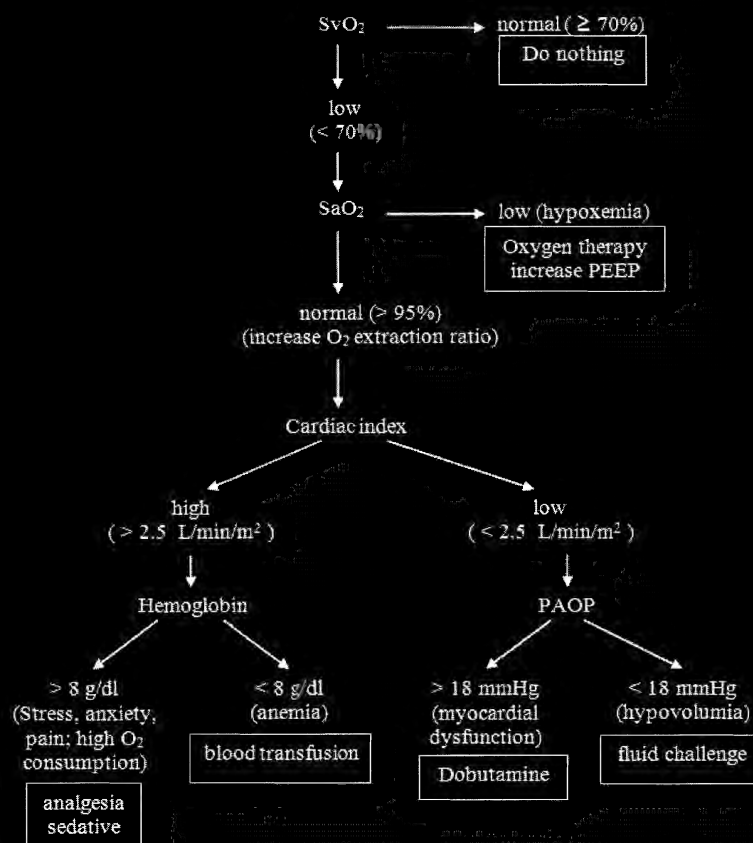 SvO₂
normal ( ≥ 70%)
Do nothing
low
(< 70%)
SaO₂
low (hypoxemia)
Oxygen therapy
increase PEEP
normal (> 95%)
(increase O₂ extraction ratio)
Cardiac index
high
( > 2.5 L/min/m² )
low
( < 2.5 L/min/m² )
Hemoglobin
PAOP
> 8 g/dl
(Stress, anxiety,
pain; high O₂
consumption)
analgesia
sedative
< 8 g/dl
(anemia)
blood transfusion
> 18 mmHg
(myocardial
dysfunction)
Dobutamine
< 18 mmHg
(hypovolumia)
fluid challenge